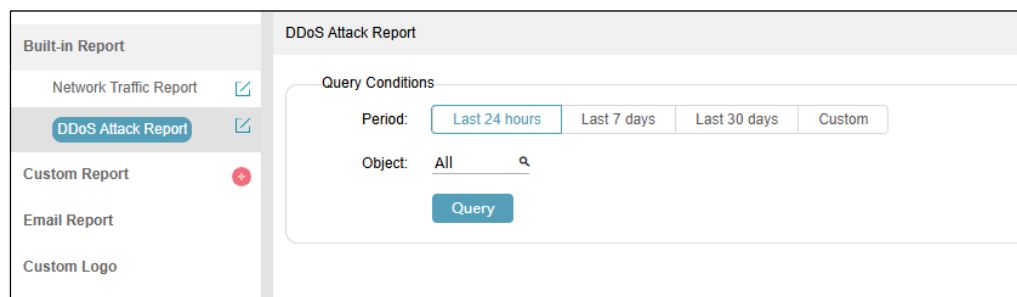 Built-in Report
Network Traffic Report
DDoS Attack Report
Custom Report
Email Report
Custom Logo
DDoS Attack Report
Query Conditions
Period: Last 24 hours Last 7 days Last 30 days Custom
Object: All
Query